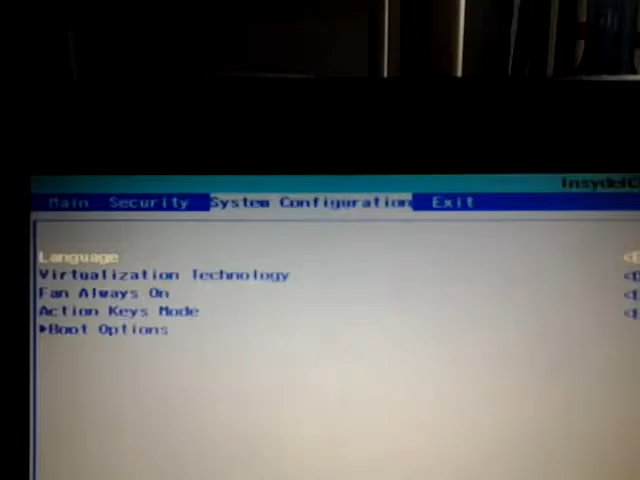 Main Security System Configuration Exit
Language
Virtualization Technology
Fan Always On
Action Keys Mode
▶Boot Options